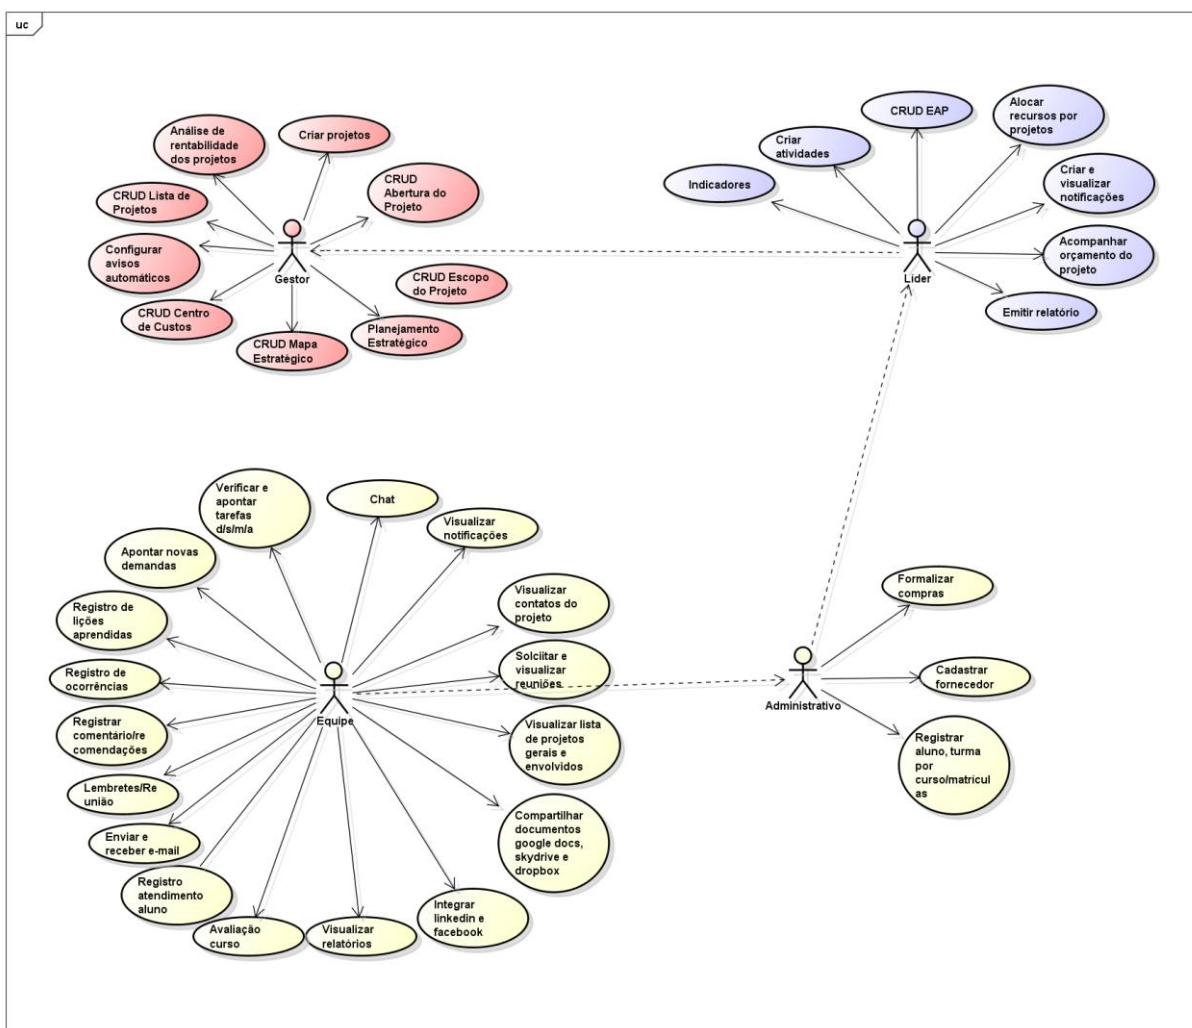 uc
Análise de
rentabilidade
dos projetos
Criar projetos
CRUD
Abertura do
Projeto
CRUD Lista de
Projetos
Configurar
avisos
automáticos
Gestor
CRUD Escopo
do Projeto
CRUD Centro
de Custos
CRUD Mapa
Estratégico
Planejamento
Estratégico
CRUD EAP
Alocar
recursos por
projetos
Criar
atividades
Indicadores
Criar e
visualizar
notificações
Acompanhar
orçamento do
projeto
Líder
Emitir relatório
Verificar e
apontar
tarefas
d/s/m/a
Chat
Visualizar
notificações
Apontar novas
demandas
Visualizar
contatos do
projeto
Registro de
lições
aprendidas
Solciitar e
visualizar
reuniões
Registro de
ocorrências
Equipe
Registrar
comentário/re
comendações
Visualizar lista
de projetos
gerais e
envolvidos
Lembretes/Re
união
Enviar e
receber e-mail
Compartilhar
documentos
google docs,
skydrive e
dropbox
Registro
atendimento
aluno
Avaliação
curso
Visualizar
relatórios
Integrar
linkedin e
facebook
Formalizar
compras
Cadastrar
fornecedor
Administrativo
Registrar
aluno, turma
por
curso/matrícul
as